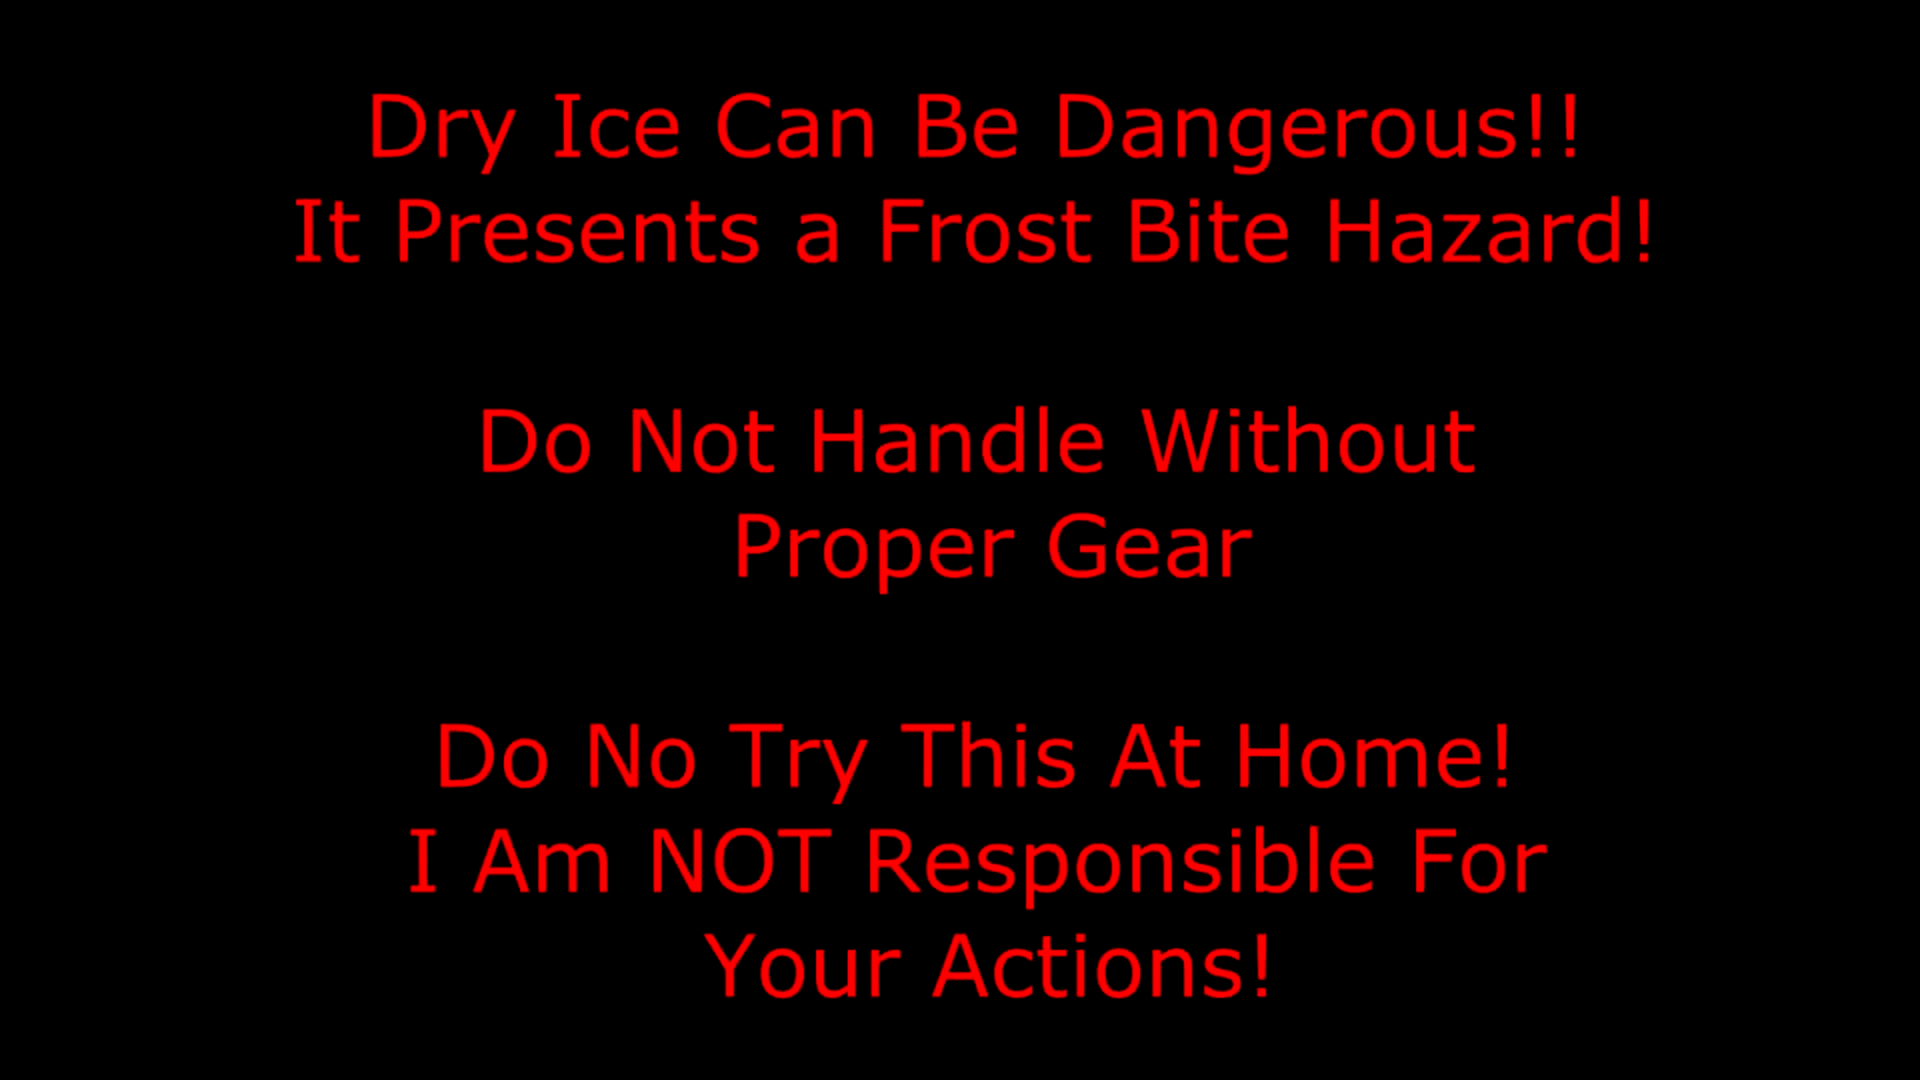 Dry Ice Can Be Dangerous!!
It Presents a Frost Bite Hazard!
Do Not Handle Without
Proper Gear
Do No Try This At Home!
I Am NOT Responsible For
Your Actions!